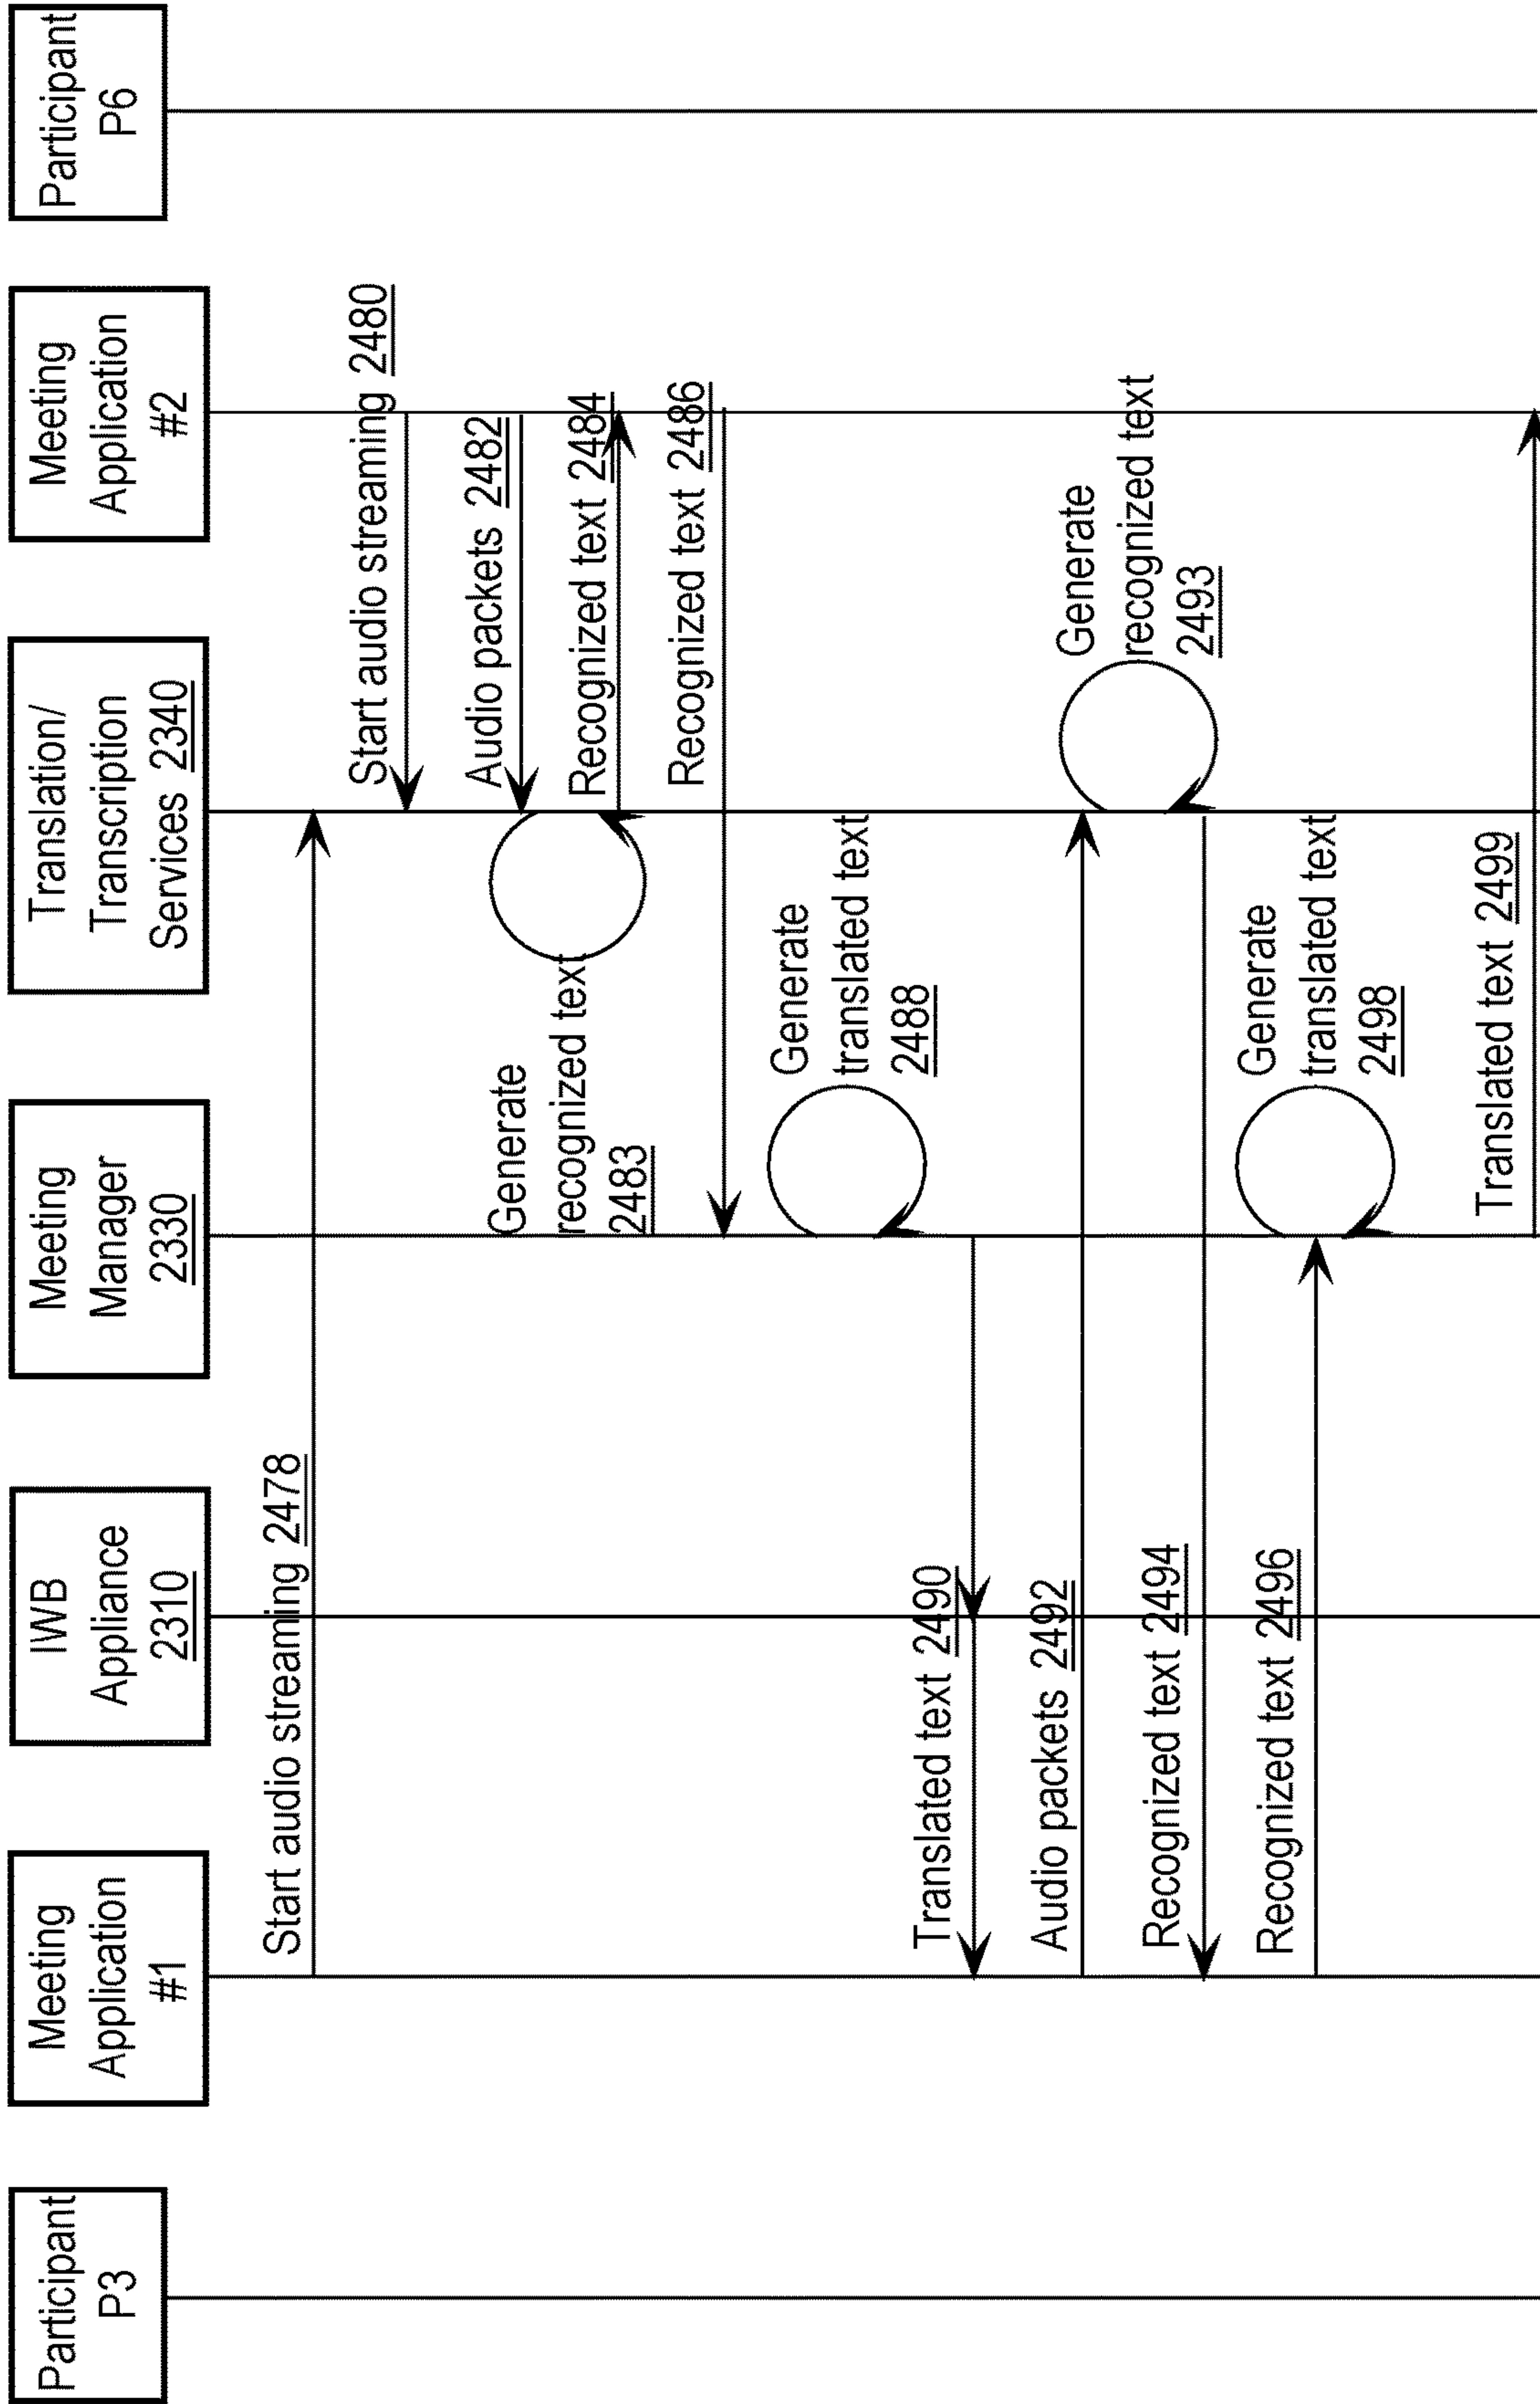 Participant
P3
Meeting
Application
#1
IWB
Appliance
2310
Meeting
Manager
2330
Translation/
Transcription
Services 2340
Meeting
Application
#2
Participant
P6
Start audio streaming 2478
Start audio streaming 2480
Audio packets 2482
Generate
recognized text
2483
Recognized text 2484
Recognized text 2486
Generate
translated text
2488
Translated text 2490
Audio packets 2492
Generate
recognized text
2493
Recognized text 2494
Recognized text 2496
Generate
translated text
2498
Translated text 2499